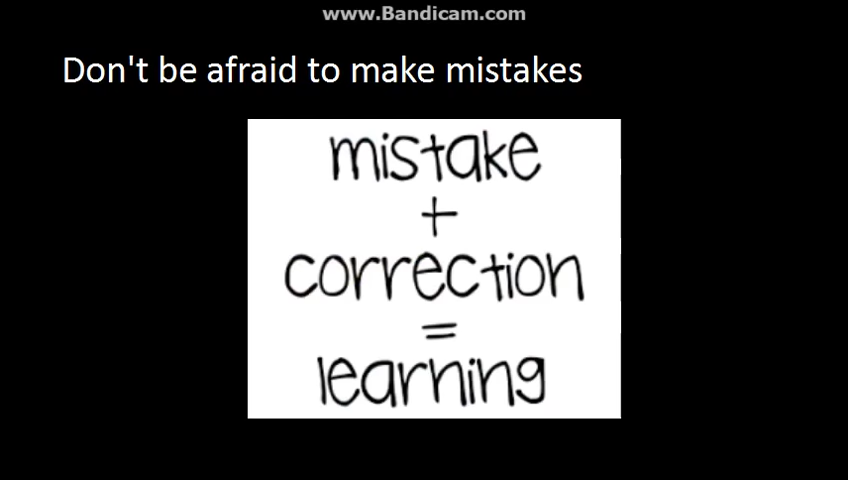 www.Bandicam.com
Don't be afraid to make mistakes
mistake
+
correction
=
learning